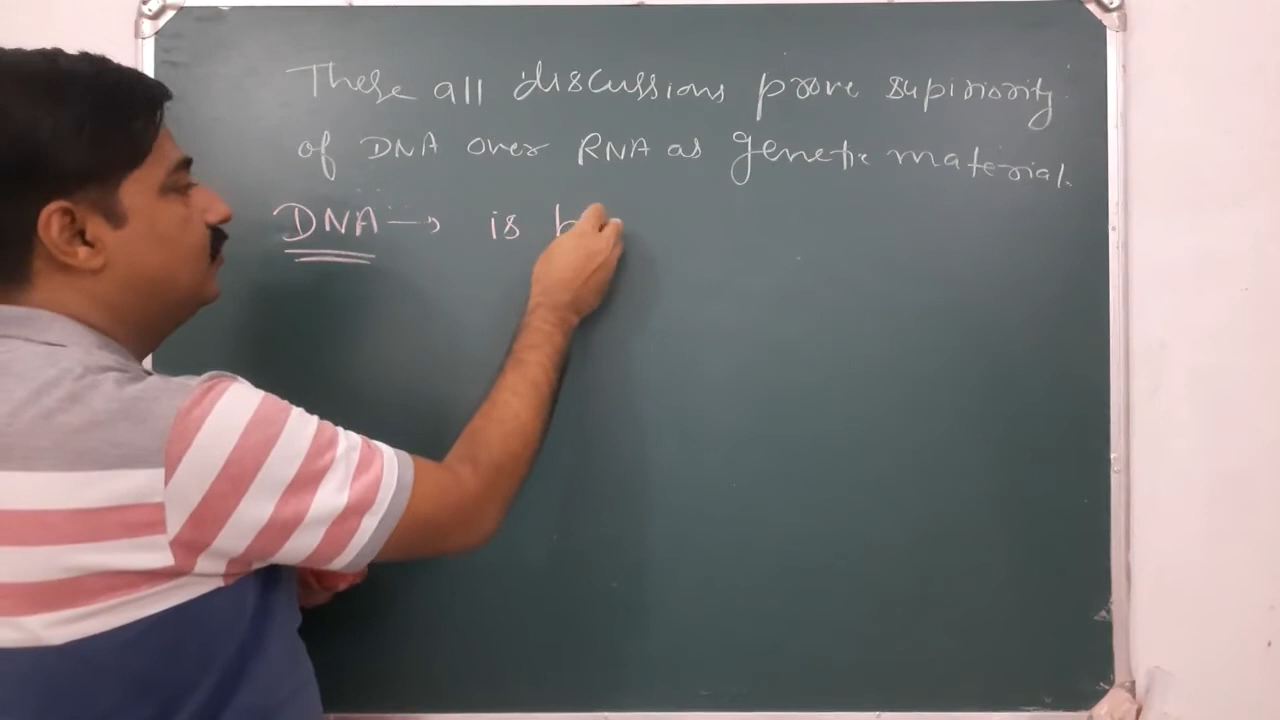 These all discussions prove supiriority
of DNA over RNA as genetic material.
DNA → is b